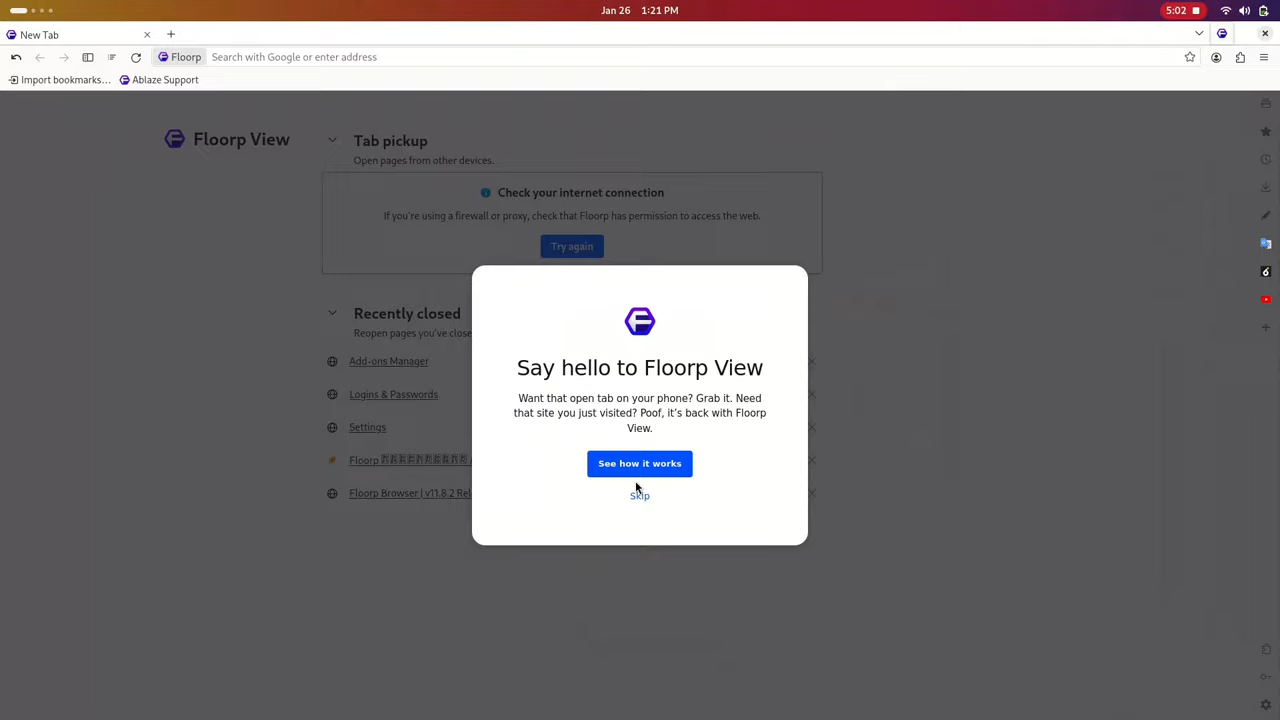 Jan 26 1:21 PM
5:02
New Tab
Floorp
Search with Google or enter address
Import bookmarks...
Ablaze Support
Floorp View
Tab pickup
Open pages from other devices.
Check your internet connection
If you're using a firewall or proxy, check that Floorp has permission to access the web.
Try again
Recently closed
Reopen pages you've close
Add-ons Manager
Logins & Passwords
Settings
Floorp
Floorp Browser | v11.8.2 Rel
Say hello to Floorp View
Want that open tab on your phone? Grab it. Need
that site you just visited? Poof, it's back with Floorp
View.
See how it works
Skip